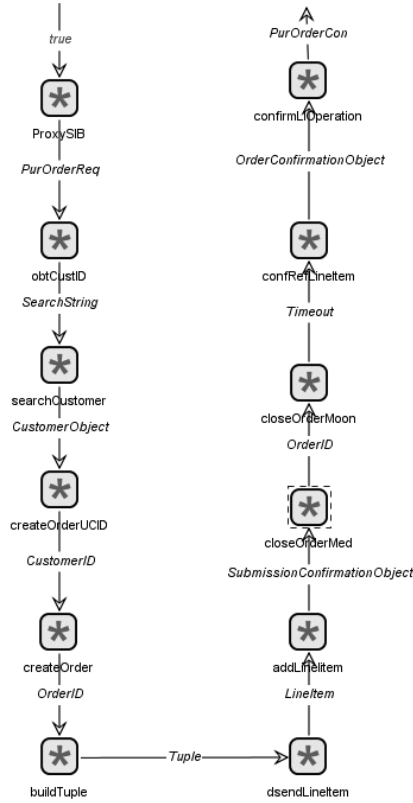 true
ProxySIB
PurOrderReq
obtCustID
SearchString
searchCustomer
CustomerObject
createOrderUCID
CustomerID
createOrder
OrderID
buildTuple
Tuple
dsendLineItem
LineItem
addLineItem
SubmissionConfirmationObject
closeOrderMed
OrderID
closeOrderMoon
Timeout
confRefLineItem
OrderConfirmationObject
confirmLIOperation
PurOrderCon